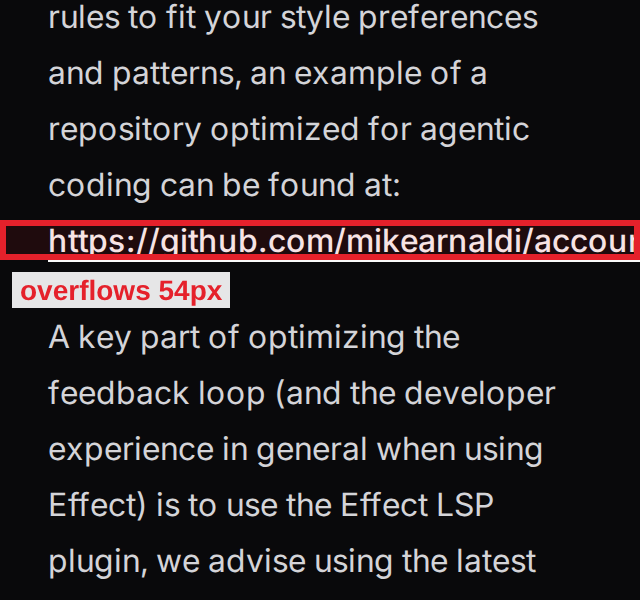 rules to fit your style preferences
and patterns, an example of a
repository optimized for agentic
coding can be found at:
https://github.com/mikearnaldi/accour
overflows 54px
A key part of optimizing the
feedback loop (and the developer
experience in general when using
Effect) is to use the Effect LSP
plugin, we advise using the latest